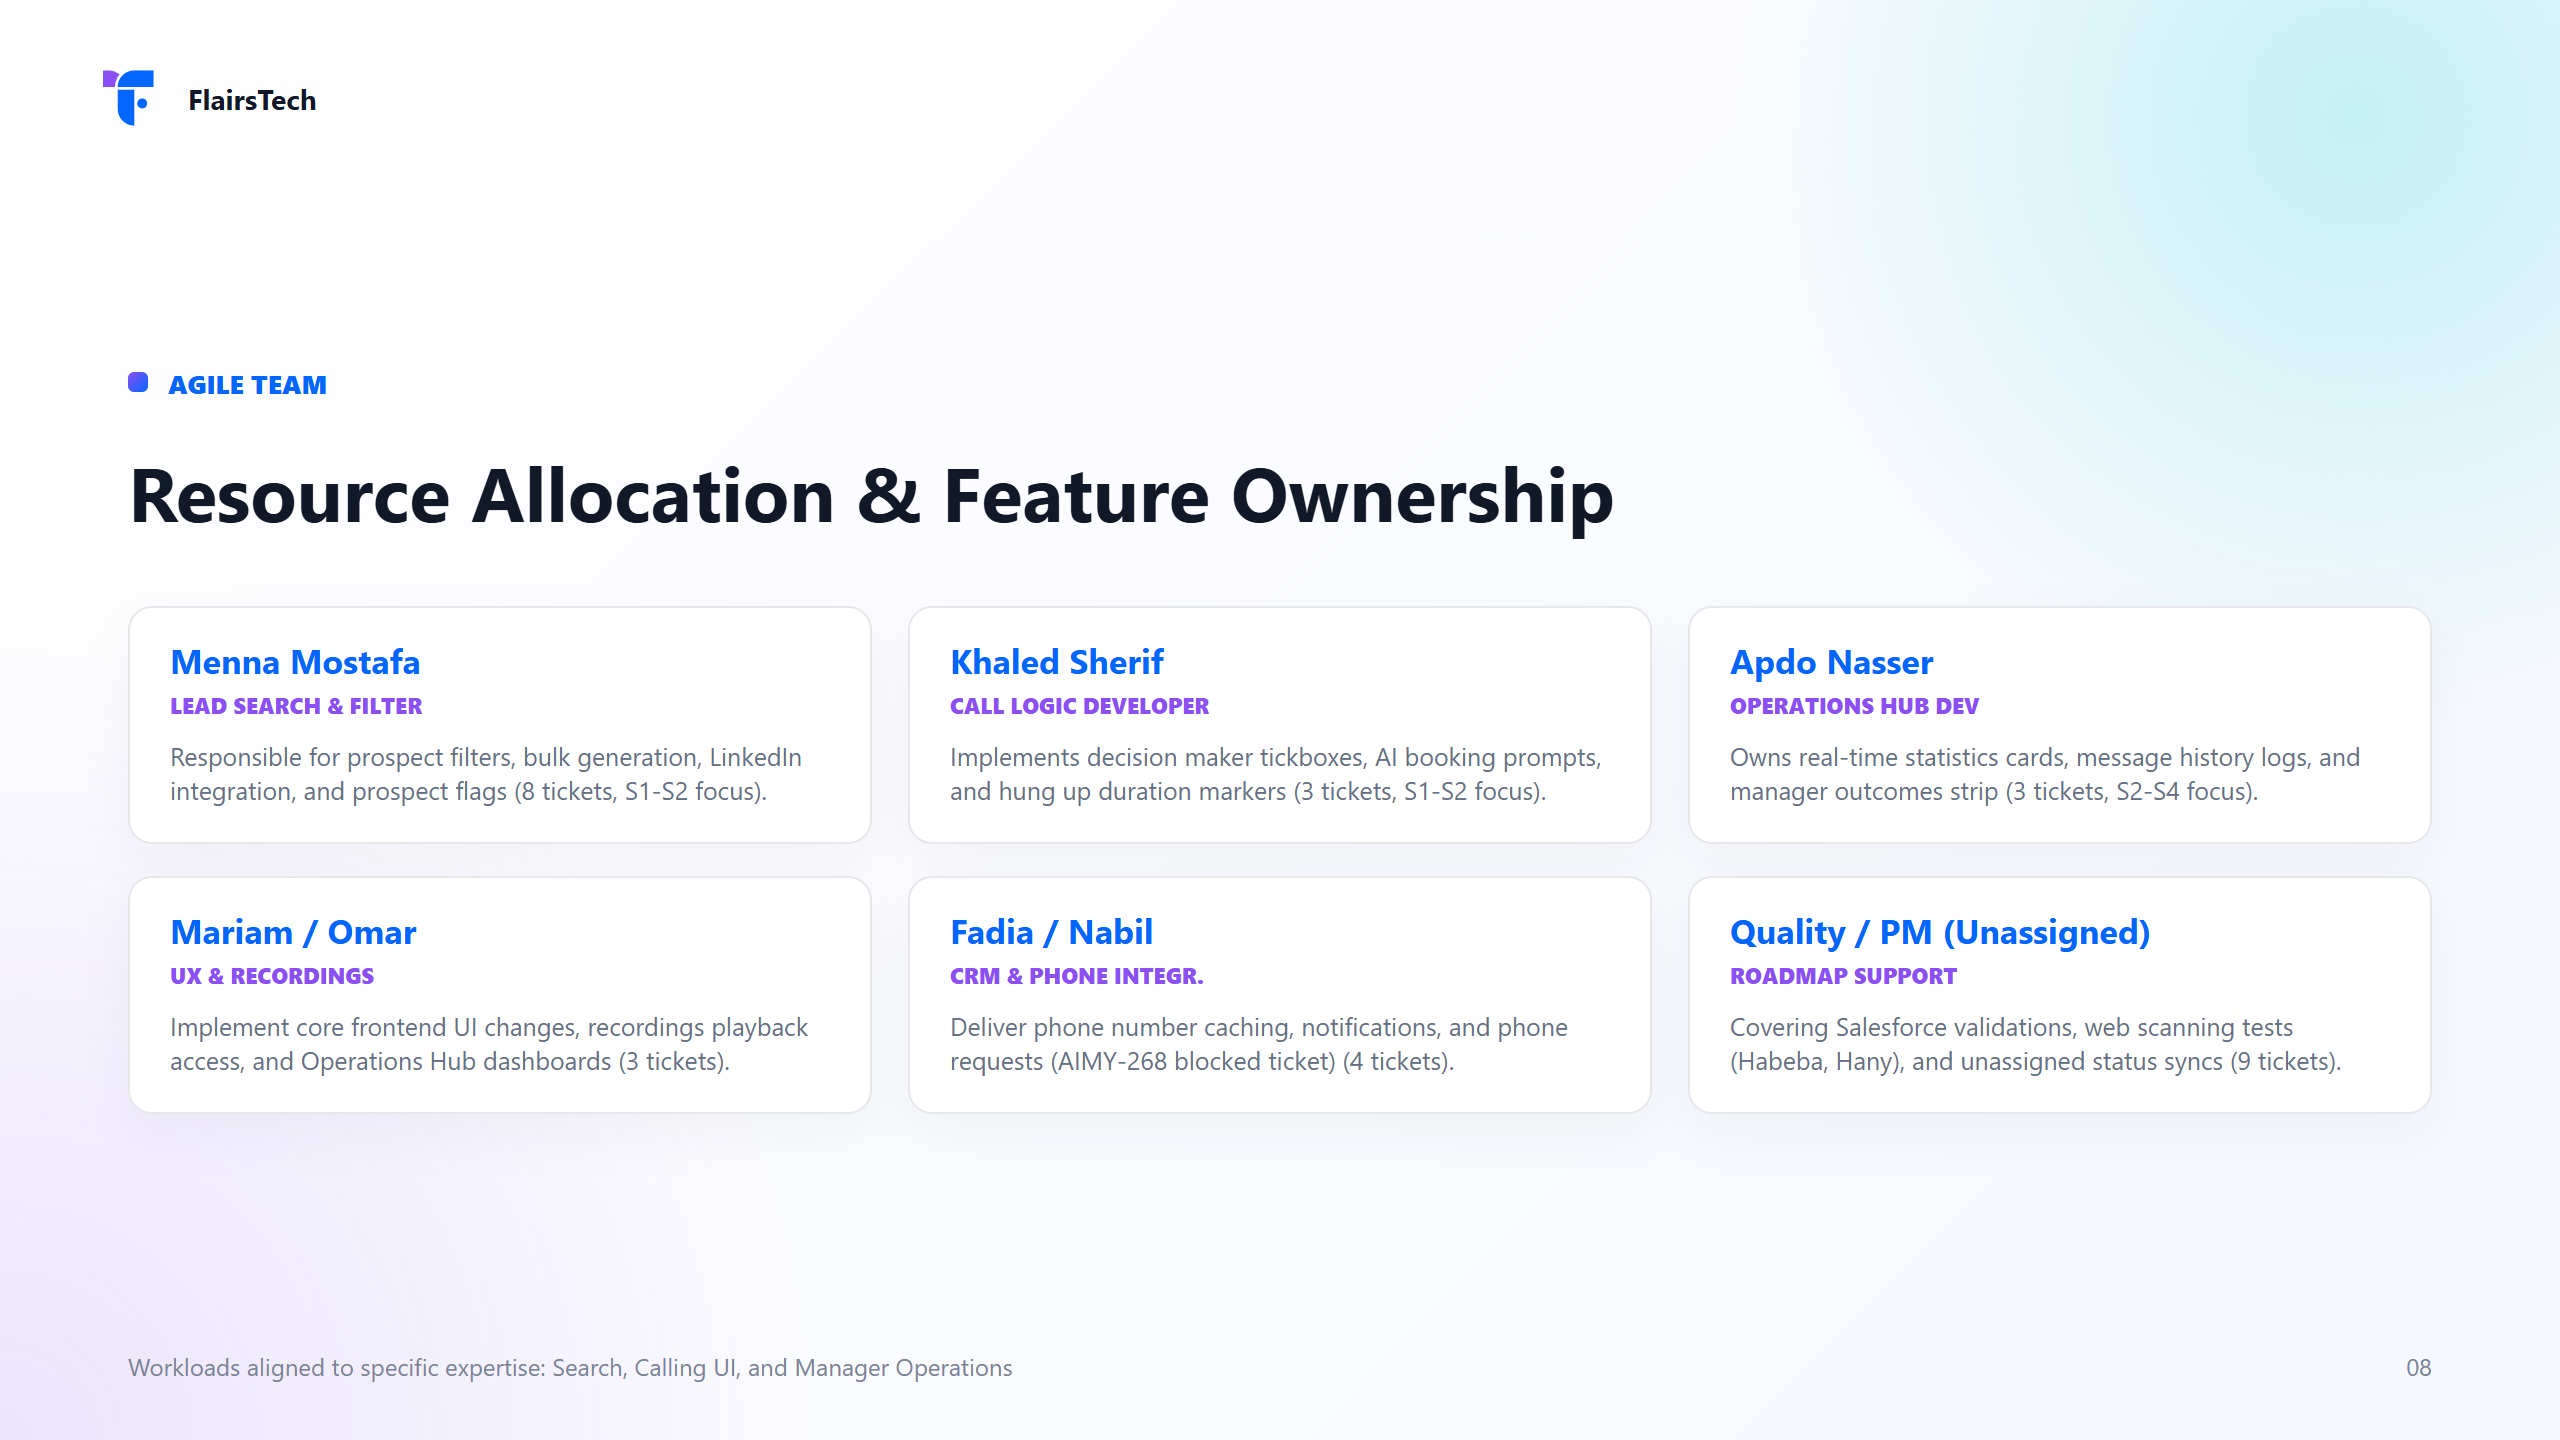 FlairsTech
AGILE TEAM
Resource Allocation & Feature Ownership
Menna Mostafa
LEAD SEARCH & FILTER
Responsible for prospect filters, bulk generation, LinkedIn
integration, and prospect flags (8 tickets, S1-S2 focus).
Khaled Sherif
CALL LOGIC DEVELOPER
Implements decision maker tickboxes, AI booking prompts,
and hung up duration markers (3 tickets, S1-S2 focus).
Apdo Nasser
OPERATIONS HUB DEV
Owns real-time statistics cards, message history logs, and
manager outcomes strip (3 tickets, S2-S4 focus).
Mariam / Omar
UX & RECORDINGS
Implement core frontend UI changes, recordings playback
access, and Operations Hub dashboards (3 tickets).
Fadia / Nabil
CRM & PHONE INTEGR.
Deliver phone number caching, notifications, and phone
requests (AIMY-268 blocked ticket) (4 tickets).
Quality / PM (Unassigned)
ROADMAP SUPPORT
Covering Salesforce validations, web scanning tests
(Habeba, Hany), and unassigned status syncs (9 tickets).
Workloads aligned to specific expertise: Search, Calling UI, and Manager Operations
08